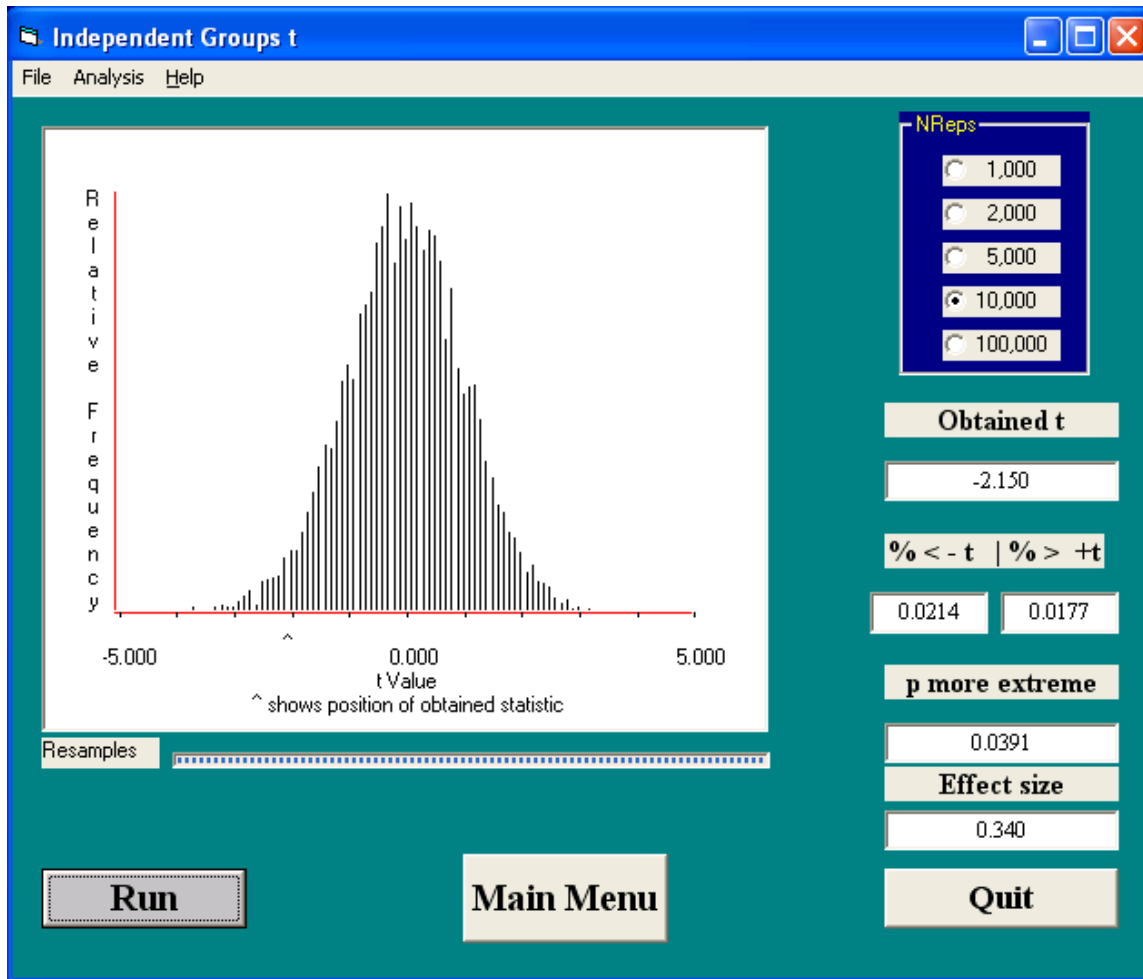 Independent Groups t
File Analysis Help
Relative Frequency
-5.000 0.000 5.000
t Value
^ shows position of obtained statistic
Resamples
NReps
1,000
2,000
5,000
10,000
100,000
Obtained t
-2.150
% < - t | % > +t
0.0214 0.0177
p more extreme
0.0391
Effect size
0.340
Run Main Menu Quit